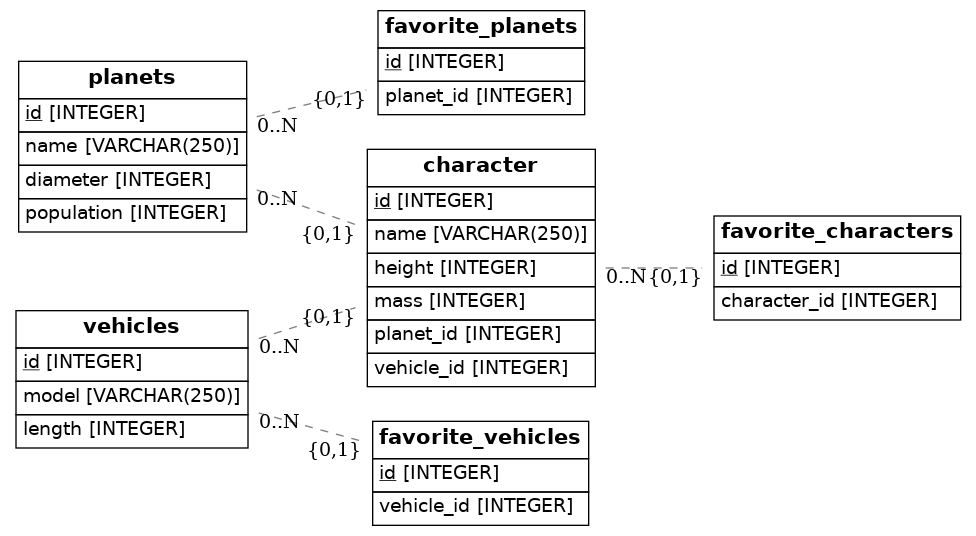 favorite_planets
id [INTEGER]
planet_id [INTEGER]
planets
id [INTEGER]
name [VARCHAR(250)]
diameter [INTEGER]
population [INTEGER]
{0,1}
0..N
0..N
{0,1}
character
id [INTEGER]
name [VARCHAR(250)]
height [INTEGER]
mass [INTEGER]
planet_id [INTEGER]
vehicle_id [INTEGER]
0..N
{0,1}
favorite_characters
id [INTEGER]
character_id [INTEGER]
vehicles
id [INTEGER]
model [VARCHAR(250)]
length [INTEGER]
{0,1}
0..N
0..N
{0,1}
favorite_vehicles
id [INTEGER]
vehicle_id [INTEGER]